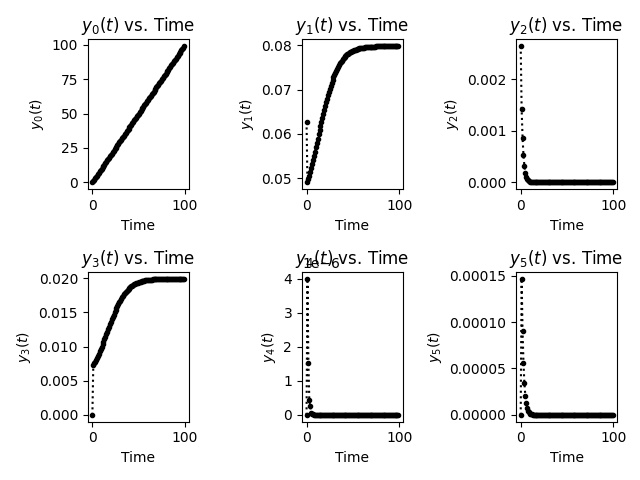 y₀(t) vs. Time
y₁(t) vs. Time
y₂(t) vs. Time
100
75
50
25
0
y₀(t)
0
100
Time
0.08
0.07
0.06
0.05
y₁(t)
0
100
Time
0.002
0.001
0.000
y₂(t)
0
100
Time
y₃(t) vs. Time
y₄(t) vs. Time
y₅(t) vs. Time
0.020
0.015
0.010
0.005
0.000
y₃(t)
0
100
Time
1e−6
4
3
2
1
0
y₄(t)
0
100
Time
0.00015
0.00010
0.00005
0.00000
y₅(t)
0
100
Time